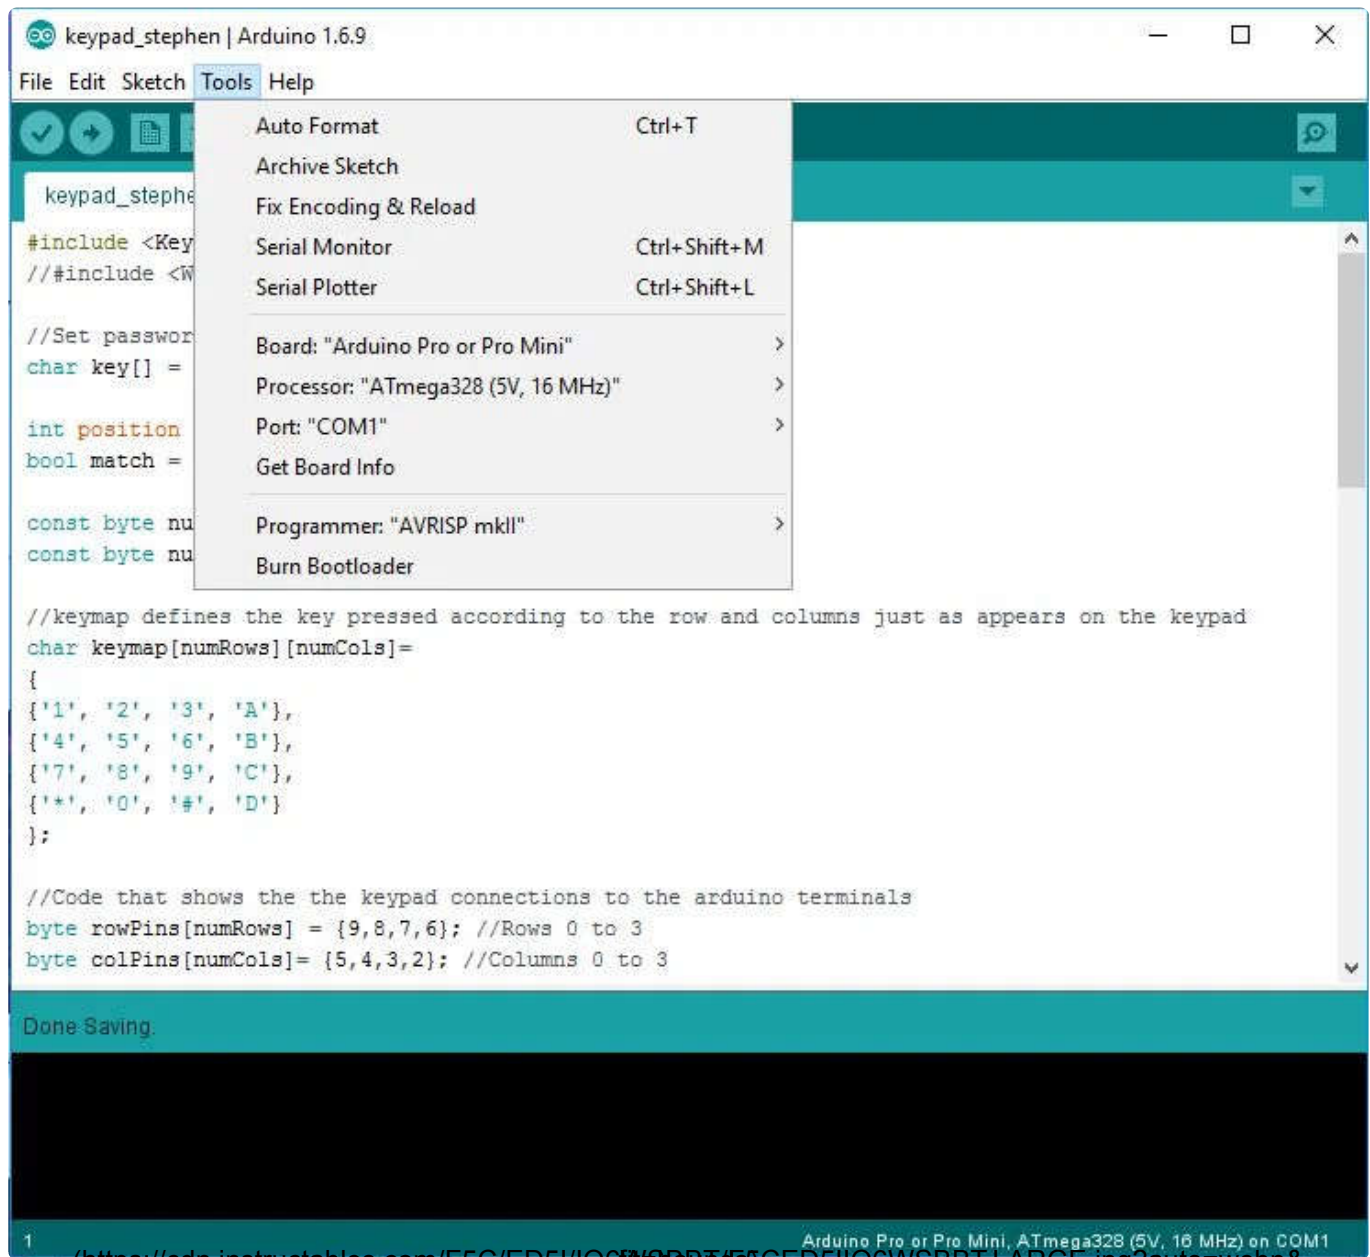 keypad_stephen | Arduino 1.6.9
File Edit Sketch Tools Help
Auto Format Ctrl+T
Archive Sketch
Fix Encoding & Reload
Serial Monitor Ctrl+Shift+M
Serial Plotter Ctrl+Shift+L
Board: "Arduino Pro or Pro Mini"
Processor: "ATmega328 (5V, 16 MHz)"
Port: "COM1"
Get Board Info
Programmer: "AVRISP mkII"
Burn Bootloader
keypad_stephe
#include <Key
//#include <W
//Set passwor
char key[] =
int position
bool match =
const byte nu
const byte nu
//keymap defines the key pressed according to the row and columns just as appears on the keypad
char keymap[numRows][numCols]=
{
{'1', '2', '3', 'A'},
{'4', '5', '6', 'B'},
{'7', '8', '9', 'C'},
{'*', '0', '#', 'D'}
};
//Code that shows the the keypad connections to the arduino terminals
byte rowPins[numRows] = {9,8,7,6}; //Rows 0 to 3
byte colPins[numCols]= {5,4,3,2}; //Columns 0 to 3
Done Saving.
1 Arduino Pro or Pro Mini, ATmega328 (5V, 16 MHz) on COM1